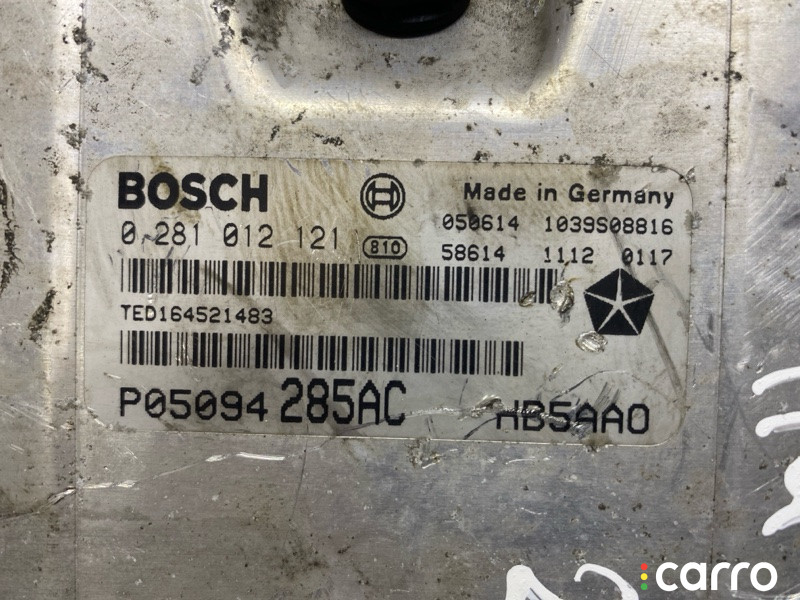 BOSCH Made in Germany
0 281 012 121 810 050614 1039S08816
58614 1112 0117
TED164521483
P05094 285AC HB5AA0
carro